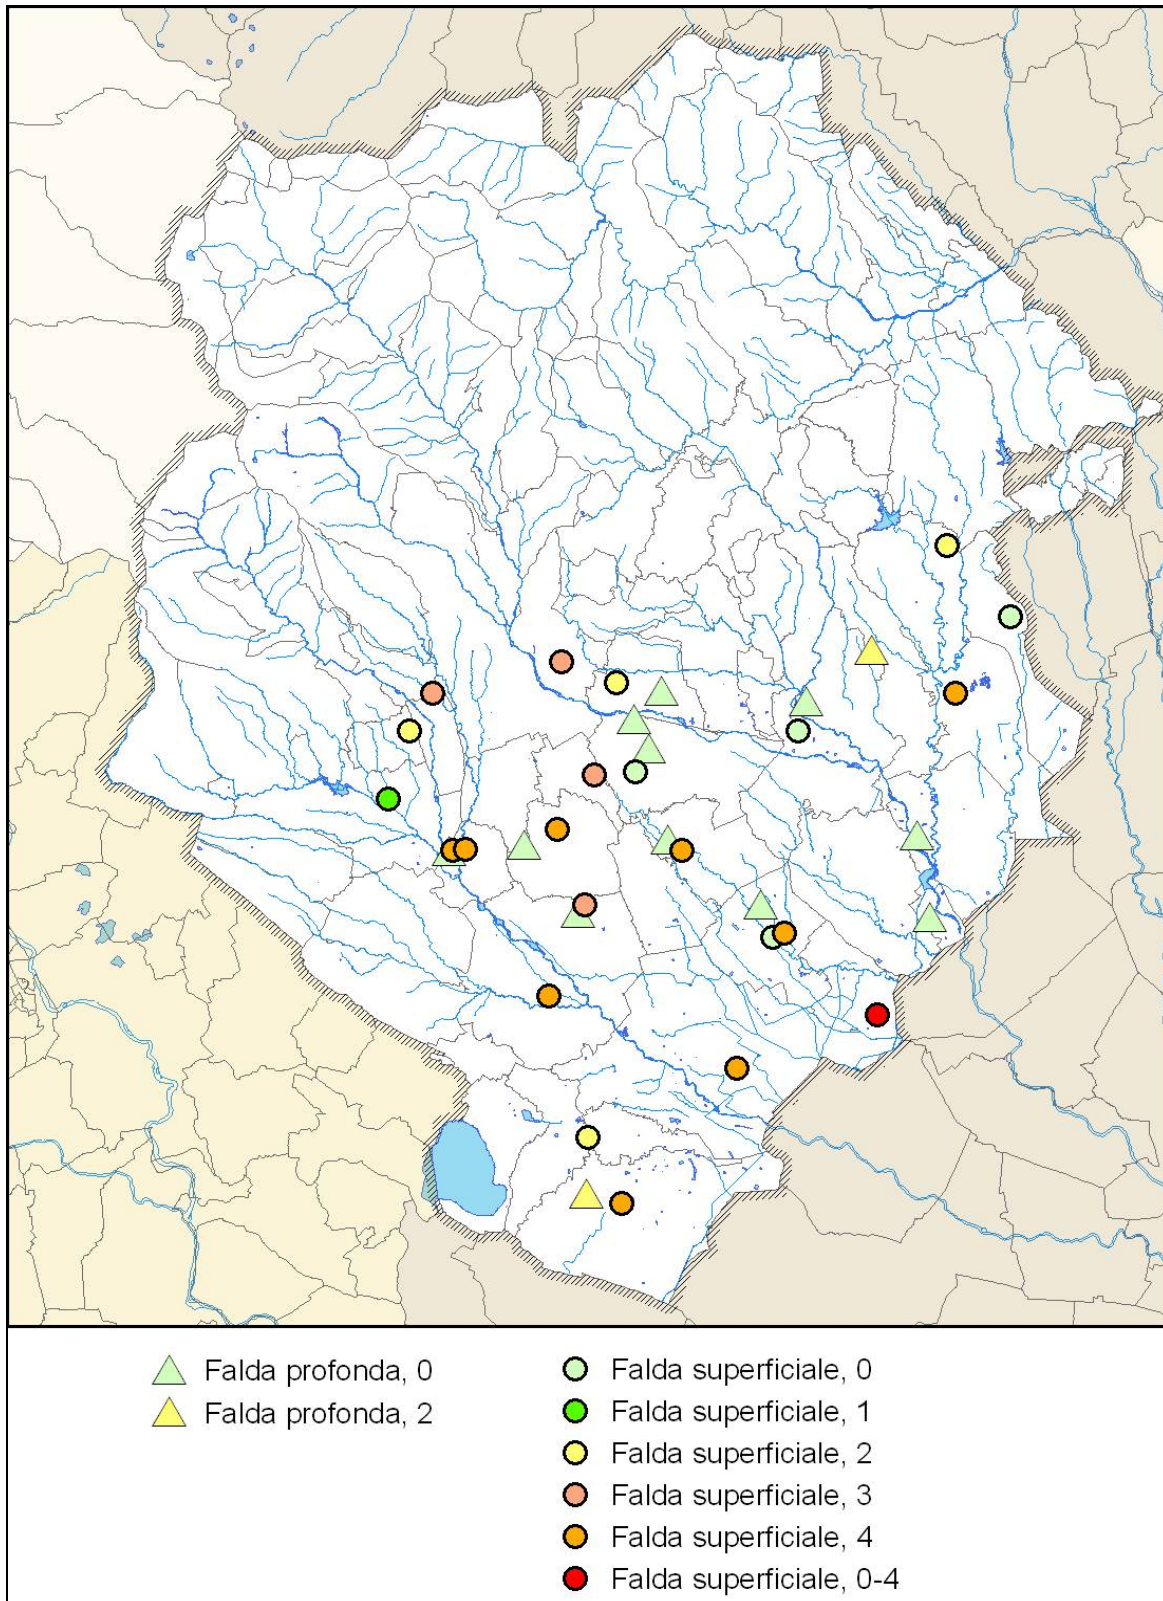 Falda profonda, 0
Falda profonda, 2
Falda superficiale, 0
Falda superficiale, 1
Falda superficiale, 2
Falda superficiale, 3
Falda superficiale, 4
Falda superficiale, 0-4